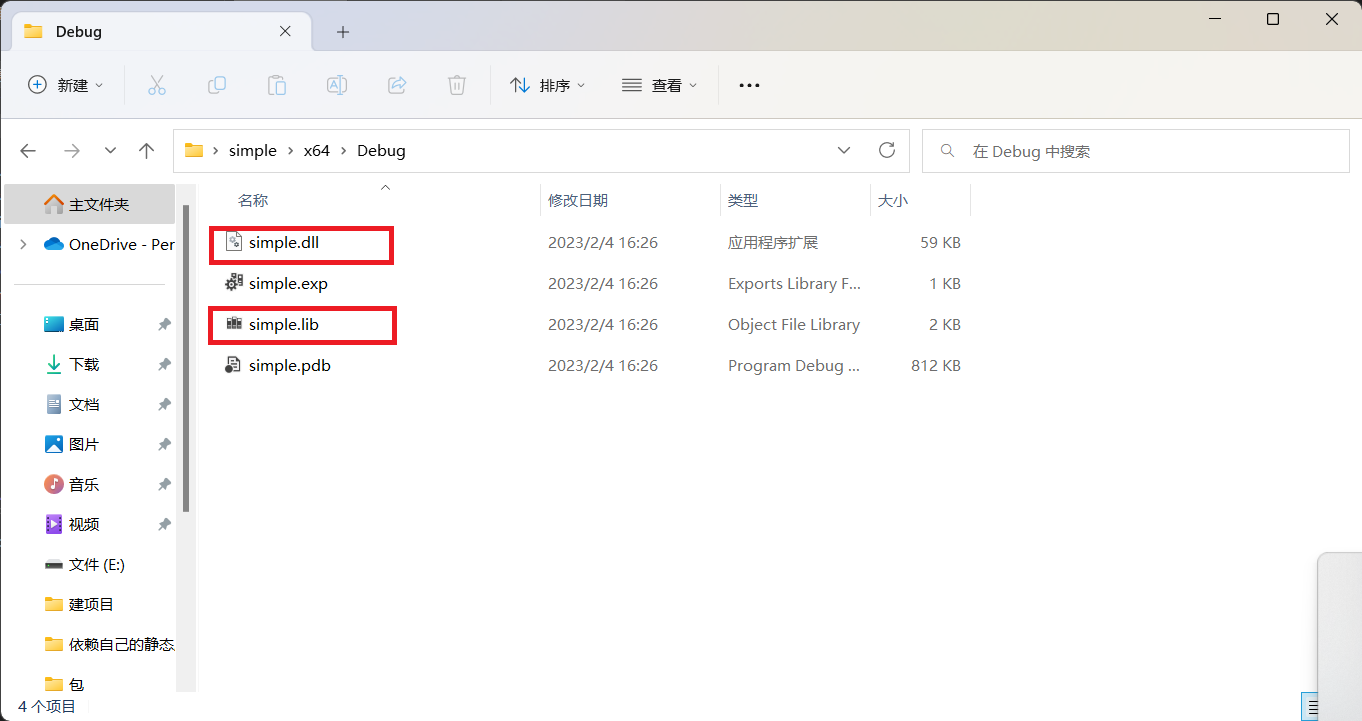 Debug
新建
排序
查看
simple
x64
Debug
在 Debug 中搜索
主文件夹
OneDrive - Per
桌面
下载
文档
图片
音乐
视频
文件 (E:)
建项目
依赖自己的静态
包
名称 修改日期 类型 大小
simple.dll 2023/2/4 16:26 应用程序扩展 59 KB
simple.exp 2023/2/4 16:26 Exports Library F... 1 KB
simple.lib 2023/2/4 16:26 Object File Library 2 KB
simple.pdb 2023/2/4 16:26 Program Debug ... 812 KB
4 个项目